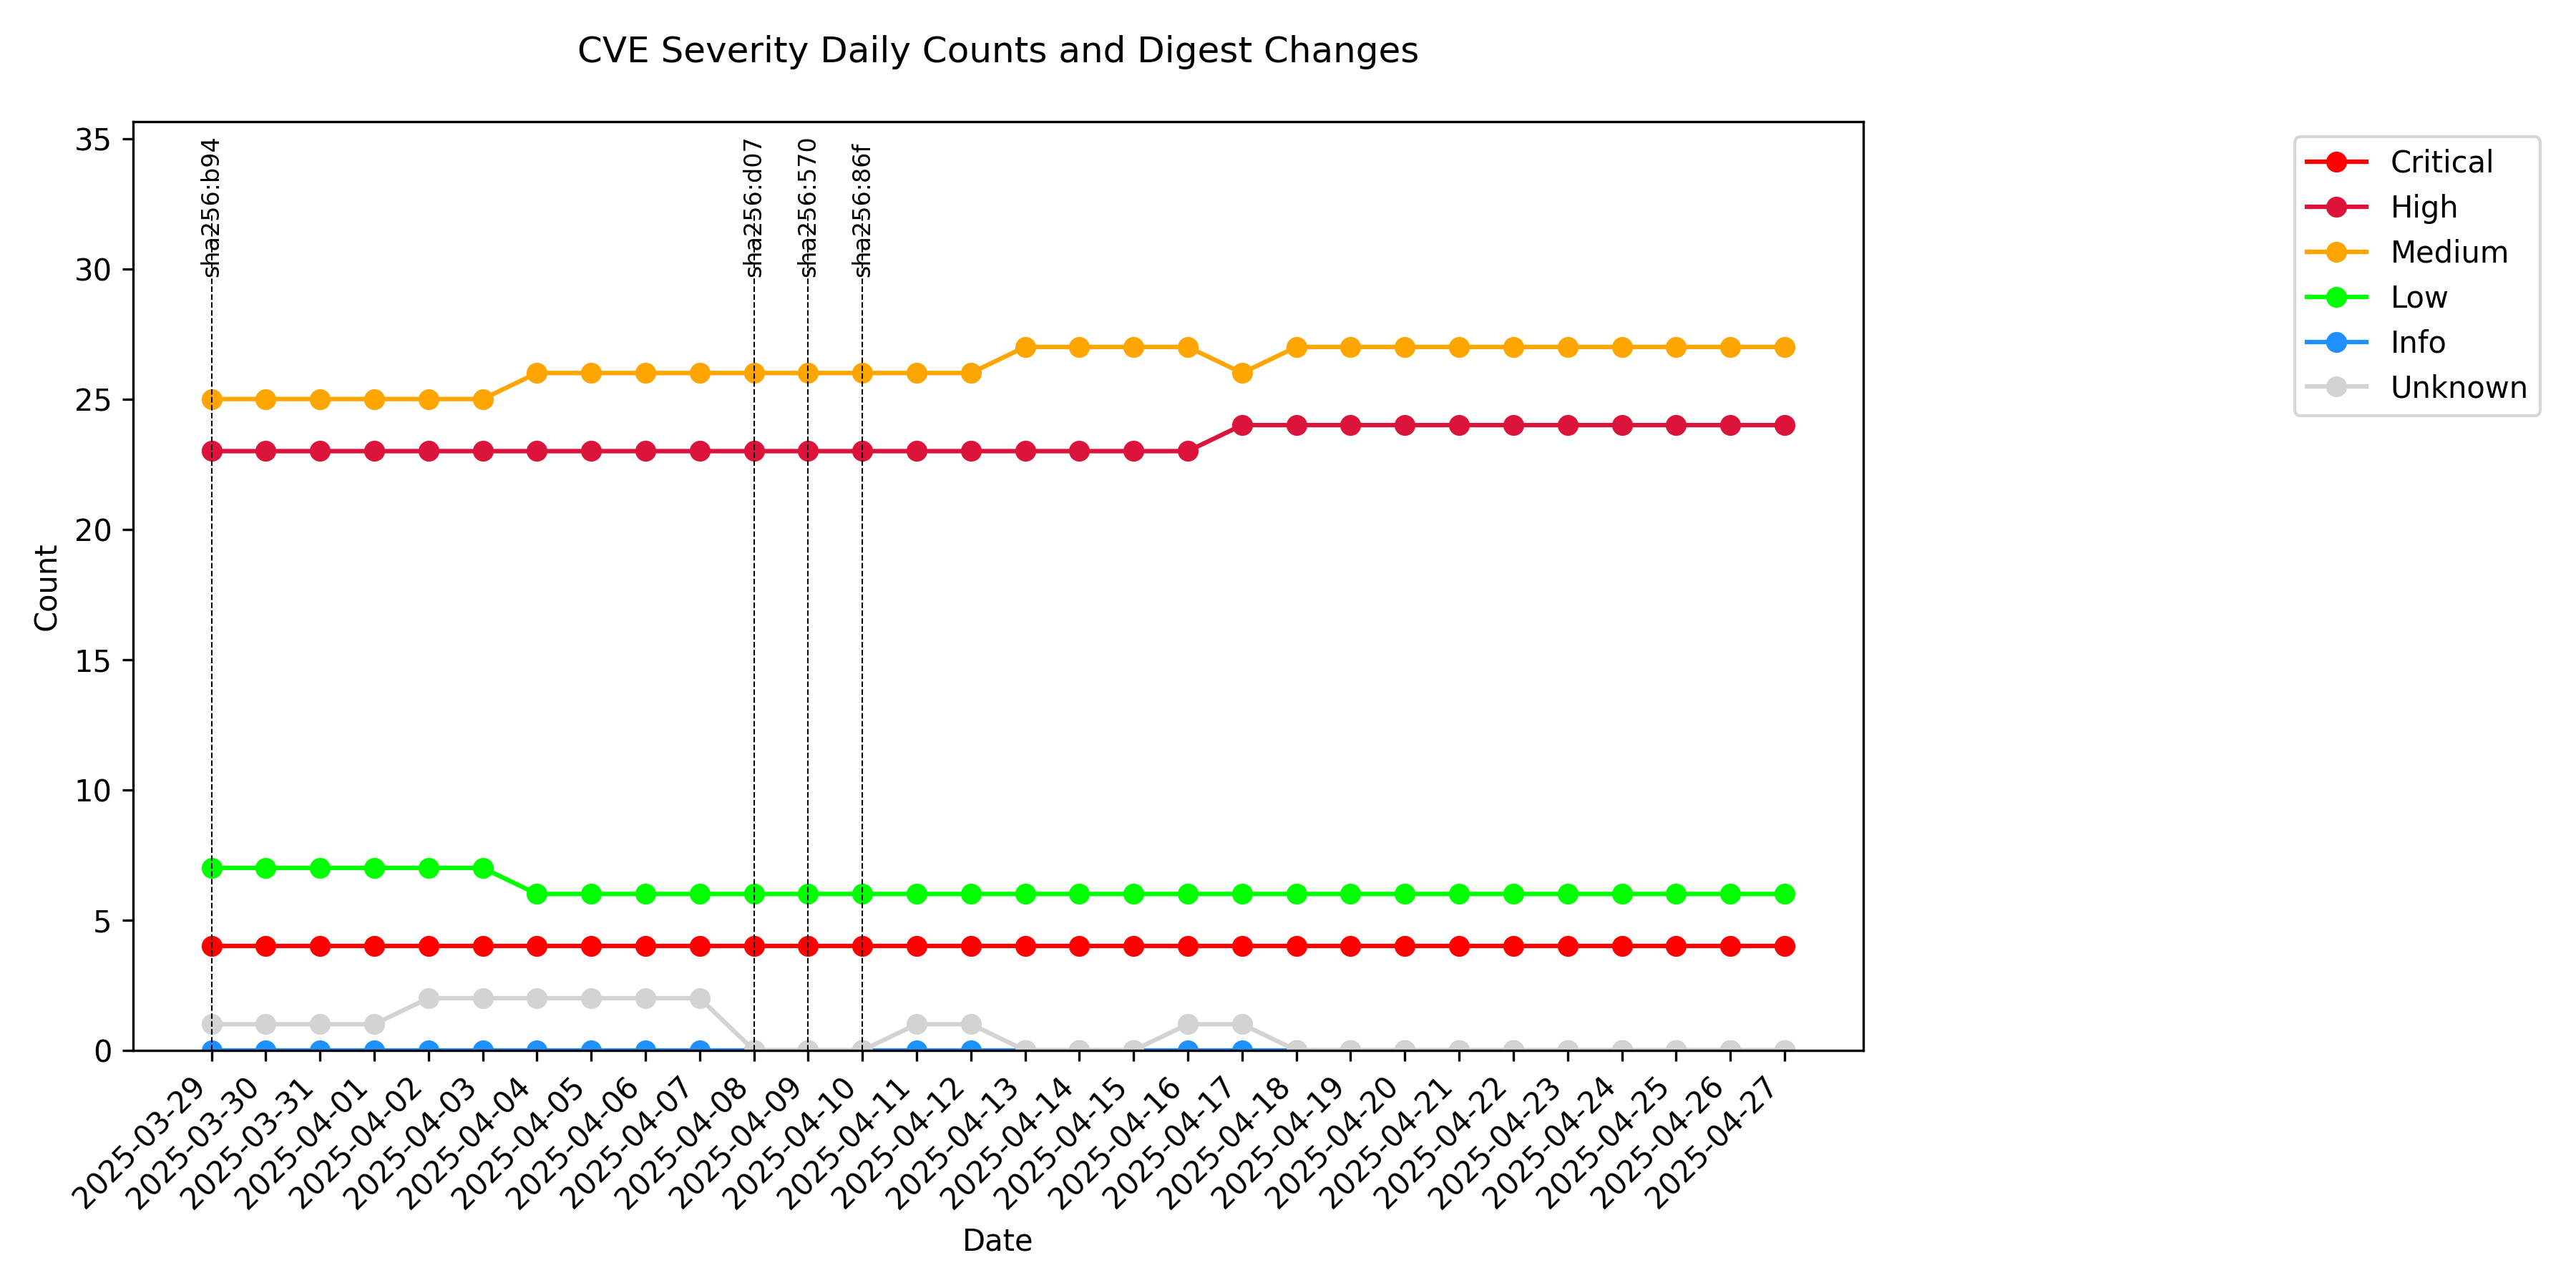 CVE Severity Daily Counts and Digest Changes
35
30
25
20
15
10
5
0
Count
sha256:b94
sha256:d07
sha256:570
sha256:86f
Critical
High
Medium
Low
Info
Unknown
2025-03-29
2025-03-30
2025-03-31
2025-04-01
2025-04-02
2025-04-03
2025-04-04
2025-04-05
2025-04-06
2025-04-07
2025-04-08
2025-04-09
2025-04-10
2025-04-11
2025-04-12
2025-04-13
2025-04-14
2025-04-15
2025-04-16
2025-04-17
2025-04-18
2025-04-19
2025-04-20
2025-04-21
2025-04-22
2025-04-23
2025-04-24
2025-04-25
2025-04-26
2025-04-27
Date